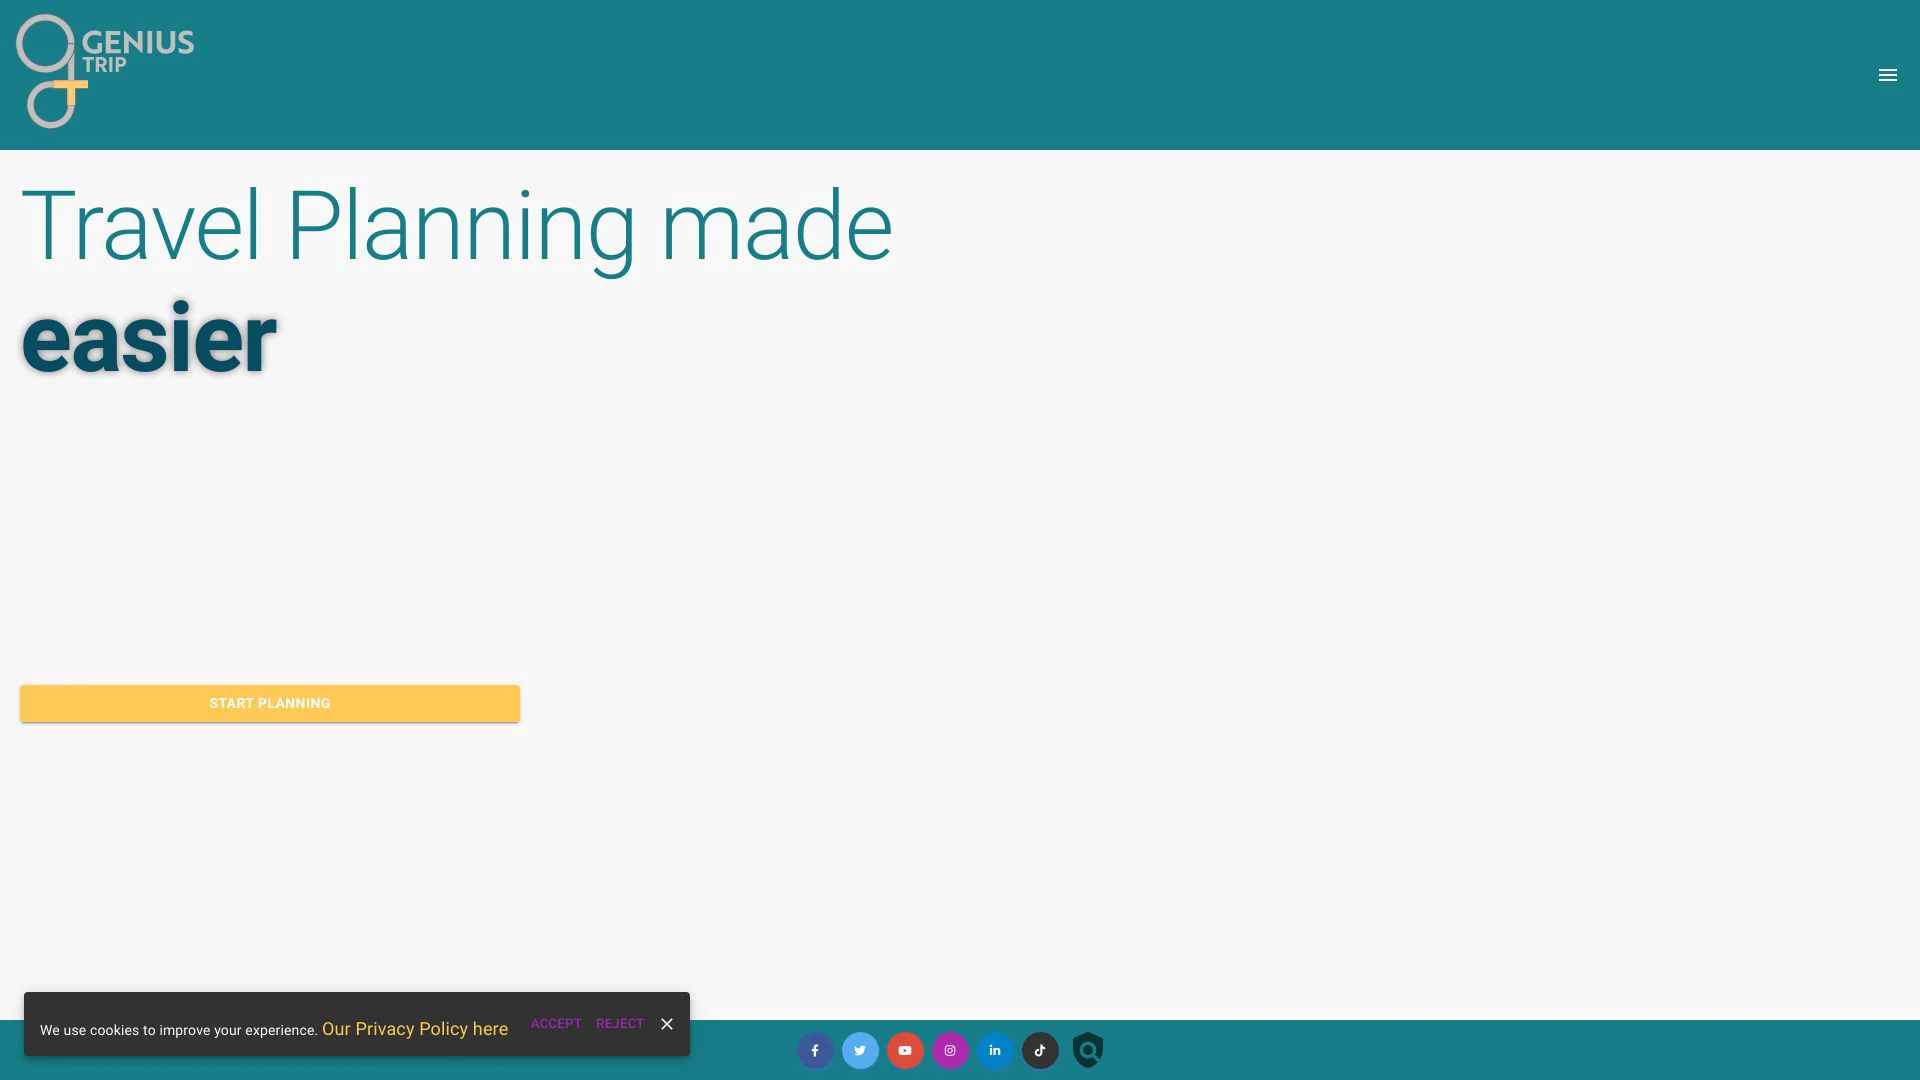 GENIUS
TRIP
Travel Planning made
easier
START PLANNING
We use cookies to improve your experience. Our Privacy Policy here
ACCEPT
REJECT